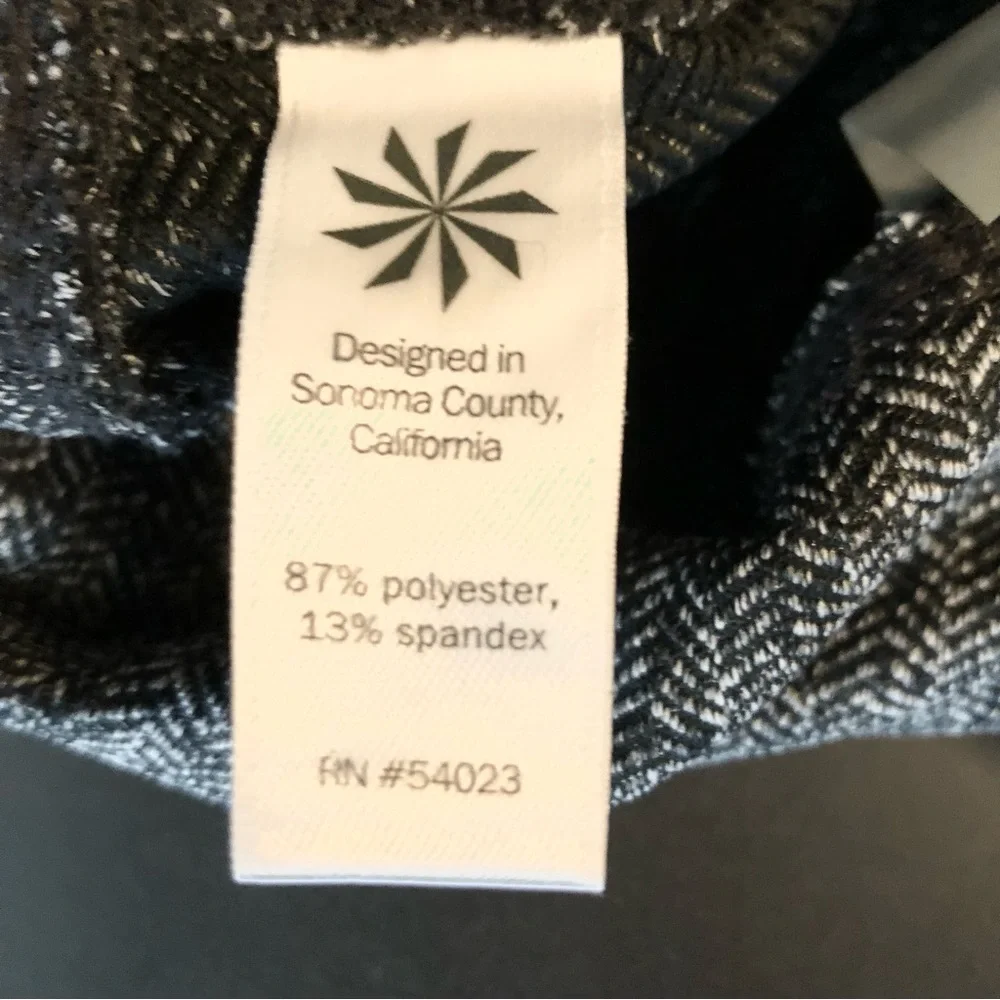 Designed in
Sonoma County,
California
87% polyester,
13% spandex
RN #54023